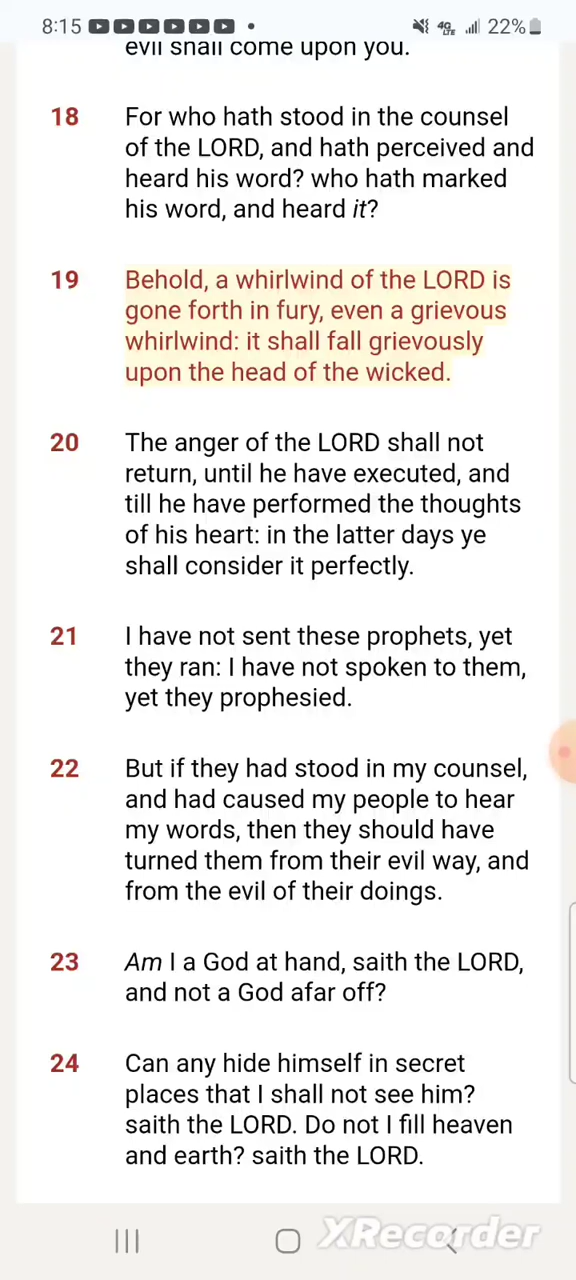 8:15 4G LTE 22%
evil shall come upon you.
18 For who hath stood in the counsel
of the LORD, and hath perceived and
heard his word? who hath marked
his word, and heard it?
19 Behold, a whirlwind of the LORD is
gone forth in fury, even a grievous
whirlwind: it shall fall grievously
upon the head of the wicked.
20 The anger of the LORD shall not
return, until he have executed, and
till he have performed the thoughts
of his heart: in the latter days ye
shall consider it perfectly.
21 I have not sent these prophets, yet
they ran: I have not spoken to them,
yet they prophesied.
22 But if they had stood in my counsel,
and had caused my people to hear
my words, then they should have
turned them from their evil way, and
from the evil of their doings.
23 Am I a God at hand, saith the LORD,
and not a God afar off?
24 Can any hide himself in secret
places that I shall not see him?
saith the LORD. Do not I fill heaven
and earth? saith the LORD.
XRecorder